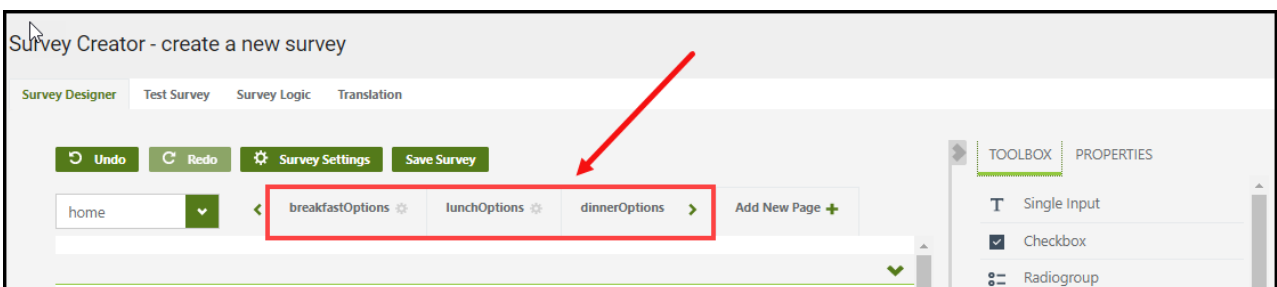 Survey Creator - create a new survey
Survey Designer Test Survey Survey Logic Translation
Undo Redo Survey Settings Save Survey
TOOLBOX PROPERTIES
home breakfastOptions lunchOptions dinnerOptions Add New Page +
Single Input
Checkbox
Radiogroup